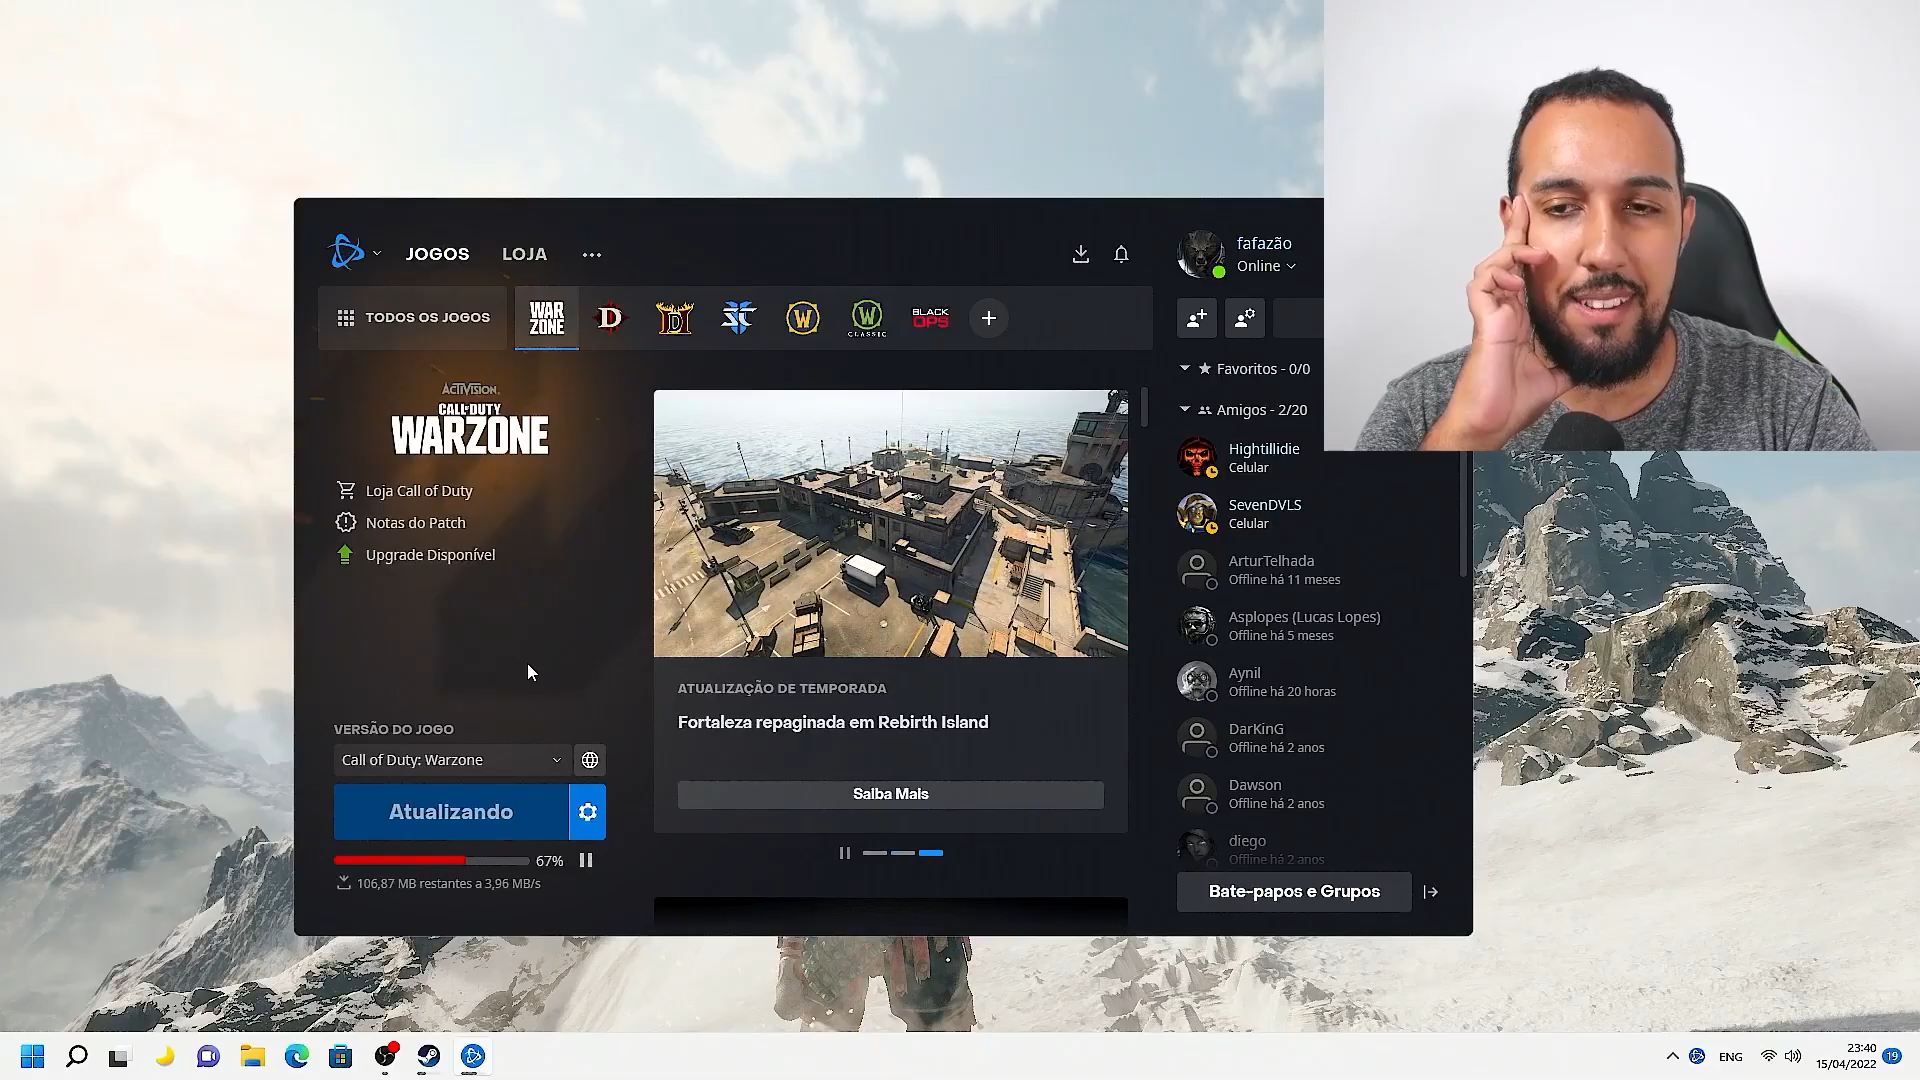 JOGOS
LOJA
fafazão
Online
TODOS OS JOGOS
WAR ZONE
D
D
W
W CLASSIC
BLACK OPS
Favoritos - 0/0
Amigos - 2/20
ACTIVISION.
CALL OF DUTY
WARZONE
Loja Call of Duty
Notas do Patch
Upgrade Disponível
Hightillidie
Celular
SevenDVLS
Celular
ArturTelhada
Offline há 11 meses
Asplopes (Lucas Lopes)
Offline há 5 meses
Aynil
Offline há 20 horas
DarKinG
Offline há 2 anos
Dawson
Offline há 2 anos
diego
Offline há 2 anos
Bate-papos e Grupos
ATUALIZAÇÃO DE TEMPORADA
Fortaleza repaginada em Rebirth Island
Saiba Mais
VERSÃO DO JOGO
Call of Duty: Warzone
Atualizando
67%
106,87 MB restantes a 3,96 MB/s
ENG
23:40
15/04/2022
19